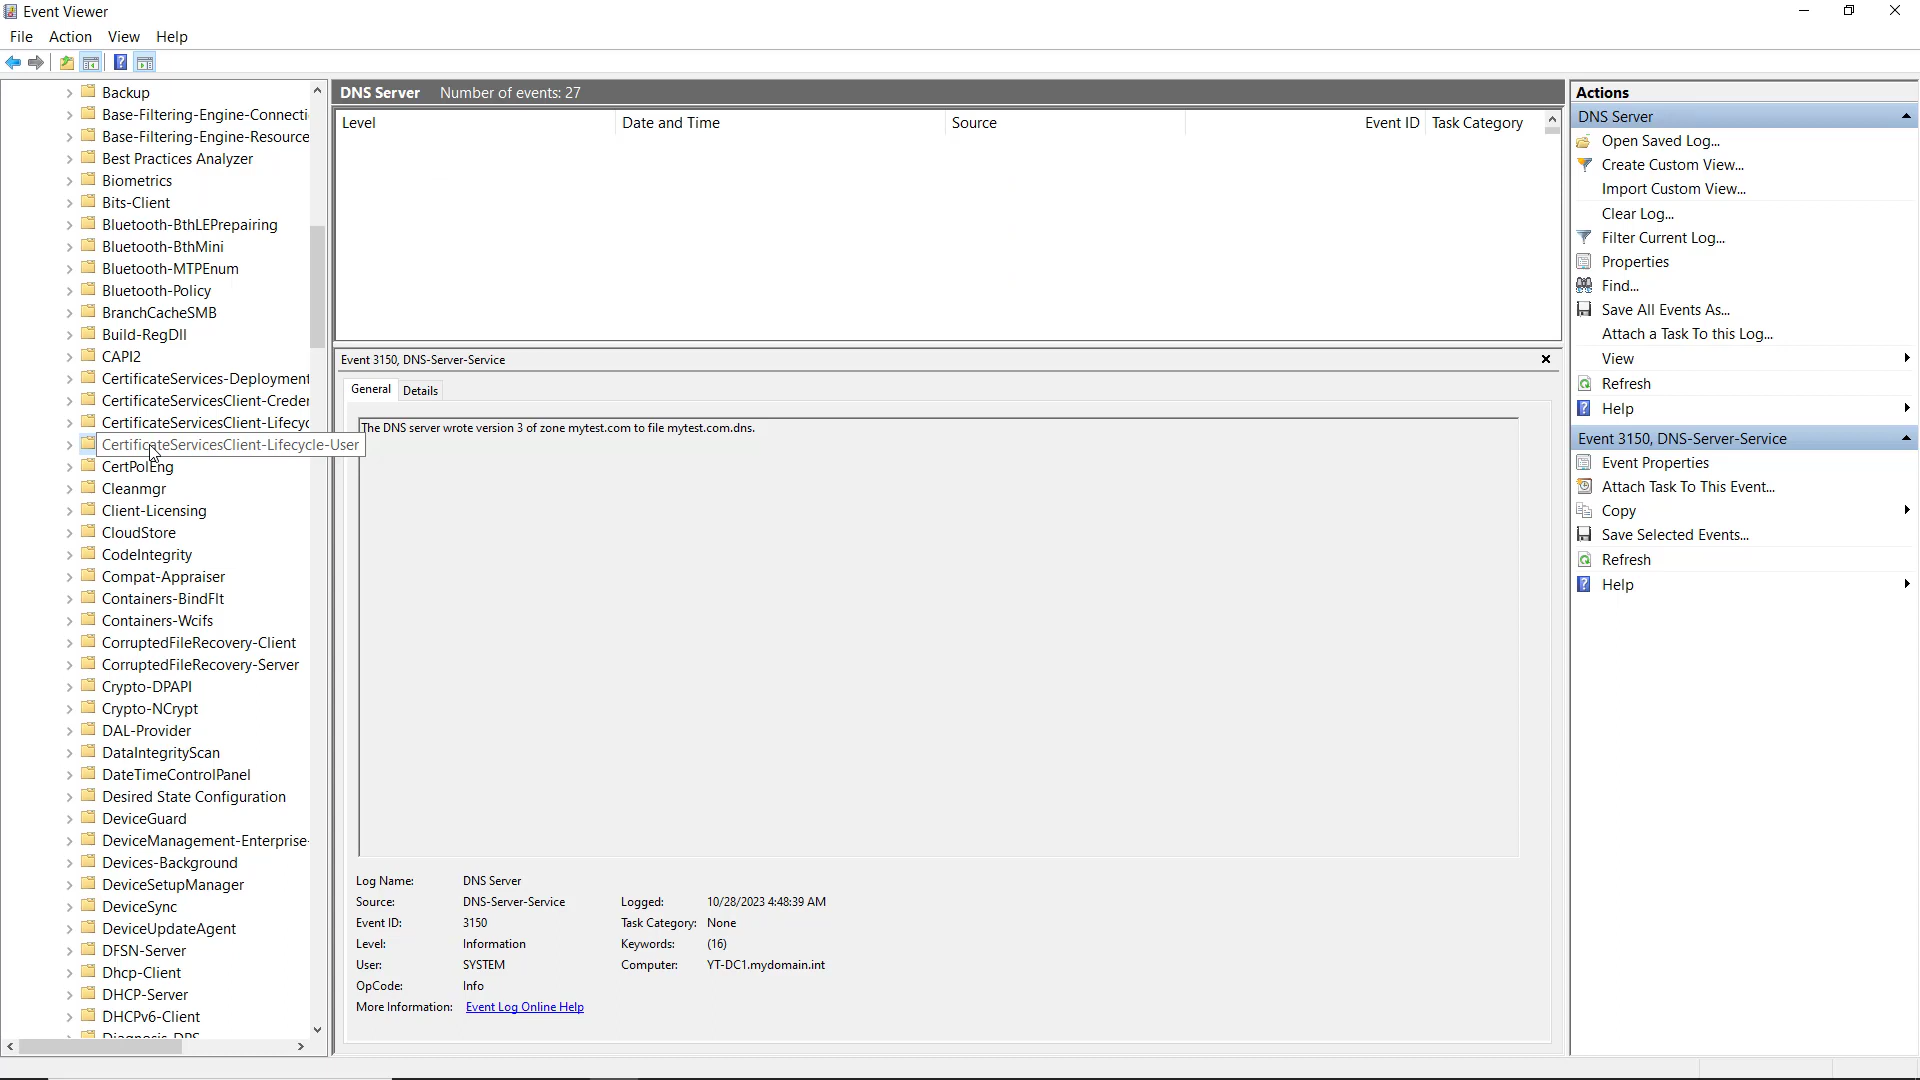 Event Viewer
File Action View Help
Backup
Base-Filtering-Engine-Connecti
Base-Filtering-Engine-Resource
Best Practices Analyzer
Biometrics
Bits-Client
Bluetooth-BthLEPrepairing
Bluetooth-BthMini
Bluetooth-MTPEnum
Bluetooth-Policy
BranchCacheSMB
Build-RegDll
CAPI2
CertificateServices-Deployment
CertificateServicesClient-Creder
CertificateServicesClient-Lifecyc
CertificateServicesClient-Lifecycle-User
CertPolEng
Cleanmgr
Client-Licensing
CloudStore
CodeIntegrity
Compat-Appraiser
Containers-BindFlt
Containers-Wcifs
CorruptedFileRecovery-Client
CorruptedFileRecovery-Server
Crypto-DPAPI
Crypto-NCrypt
DAL-Provider
DataIntegrityScan
DateTimeControlPanel
Desired State Configuration
DeviceGuard
DeviceManagement-Enterprise-
Devices-Background
DeviceSetupManager
DeviceSync
DeviceUpdateAgent
DFSN-Server
Dhcp-Client
DHCP-Server
DHCPv6-Client
Diagnosis-DPS
DNS Server Number of events: 27
Level Date and Time Source Event ID Task Category
Event 3150, DNS-Server-Service
General Details
The DNS server wrote version 3 of zone mytest.com to file mytest.com.dns.
Log Name: DNS Server
Source: DNS-Server-Service Logged: 10/28/2023 4:48:39 AM
Event ID: 3150 Task Category: None
Level: Information Keywords: (16)
User: SYSTEM Computer: YT-DC1.mydomain.int
OpCode: Info
More Information: Event Log Online Help
Actions
DNS Server
Open Saved Log...
Create Custom View...
Import Custom View...
Clear Log...
Filter Current Log...
Properties
Find...
Save All Events As...
Attach a Task To this Log...
View
Refresh
Help
Event 3150, DNS-Server-Service
Event Properties
Attach Task To This Event...
Copy
Save Selected Events...
Refresh
Help